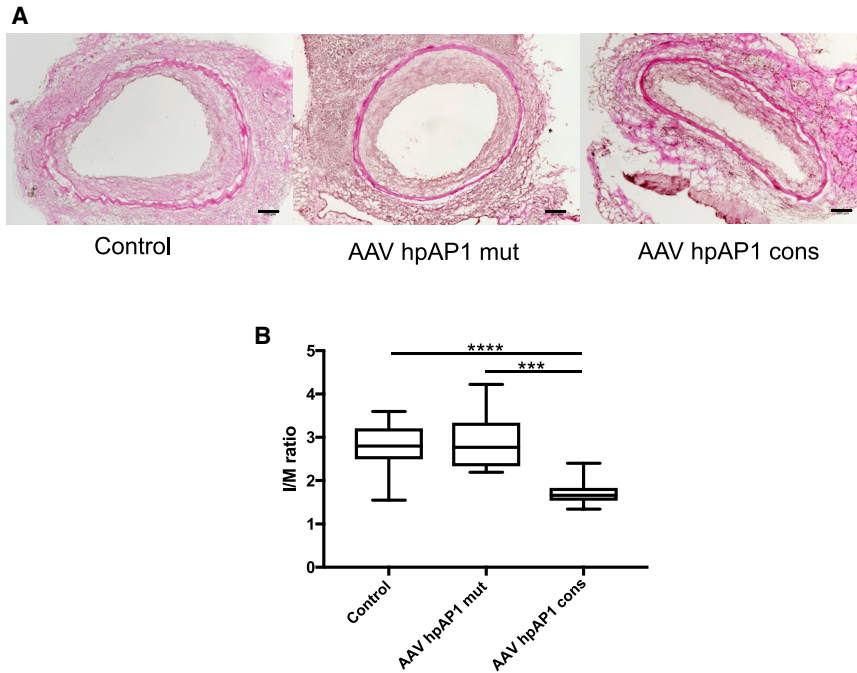 A
Control
AAV hpAP1 mut
AAV hpAP1 cons
B
****
***
I/M ratio
5
4
3
2
1
0
Control
AAV hpAP1 mut
AAV hpAP1 cons